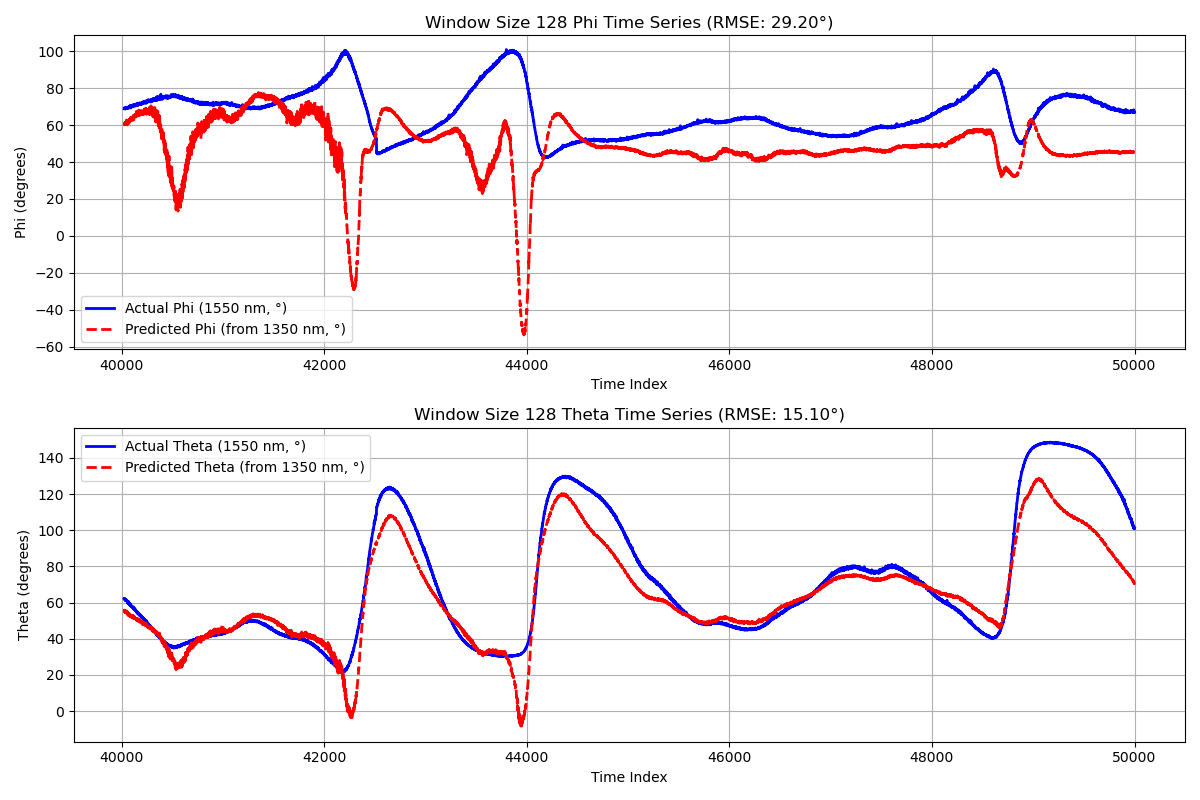 Window Size 128 Phi Time Series (RMSE: 29.20°)
100
80
60
40
20
0
−20
−40
−60
Phi (degrees)
Actual Phi (1550 nm, °)
Predicted Phi (from 1350 nm, °)
40000 42000 44000 46000 48000 50000
Time Index
Window Size 128 Theta Time Series (RMSE: 15.10°)
Actual Theta (1550 nm, °)
Predicted Theta (from 1350 nm, °)
140
120
100
80
60
40
20
0
Theta (degrees)
40000 42000 44000 46000 48000 50000
Time Index